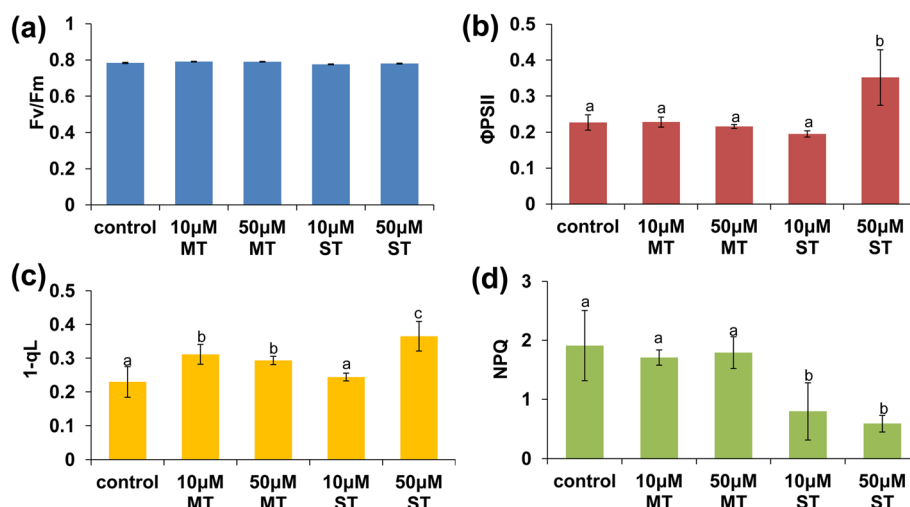 (a)
Fv/Fm
1
0.8
0.6
0.4
0.2
0
control 10μM 50μM 10μM 50μM
MT MT ST ST
(b)
ΦPSII
0.5
0.4
0.3
0.2
0.1
0
a a a a b
control 10μM 50μM 10μM 50μM
MT MT ST ST
(c)
1-qL
0.5
0.4
0.3
0.2
0.1
0
a b b a c
control 10μM 50μM 10μM 50μM
MT MT ST ST
(d)
NPQ
3
2
1
0
a a a b b
control 10μM 50μM 10μM 50μM
MT MT ST ST